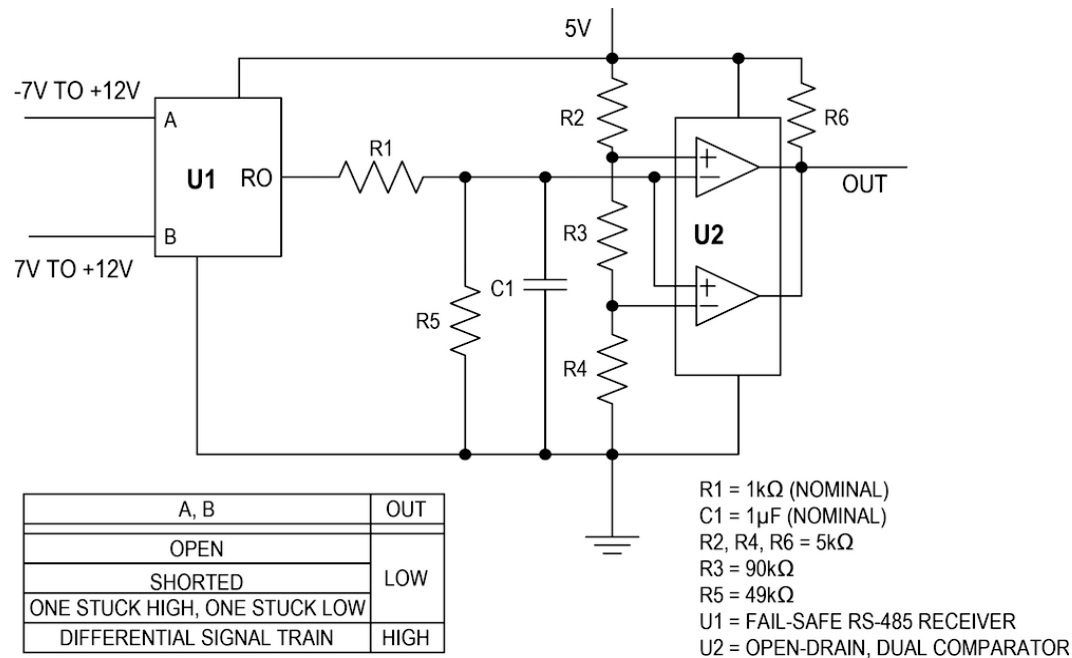 5V
-7V TO +12V
A
R2
R6
R1
U1
RO
OUT
R3
U2
B
7V TO +12V
C1
R5
R4
A, B OUT
OPEN
LOW
SHORTED
ONE STUCK HIGH, ONE STUCK LOW
DIFFERENTIAL SIGNAL TRAIN HIGH
R1 = 1kΩ (NOMINAL)
C1 = 1µF (NOMINAL)
R2, R4, R6 = 5kΩ
R3 = 90kΩ
R5 = 49kΩ
U1 = FAIL-SAFE RS-485 RECEIVER
U2 = OPEN-DRAIN, DUAL COMPARATOR